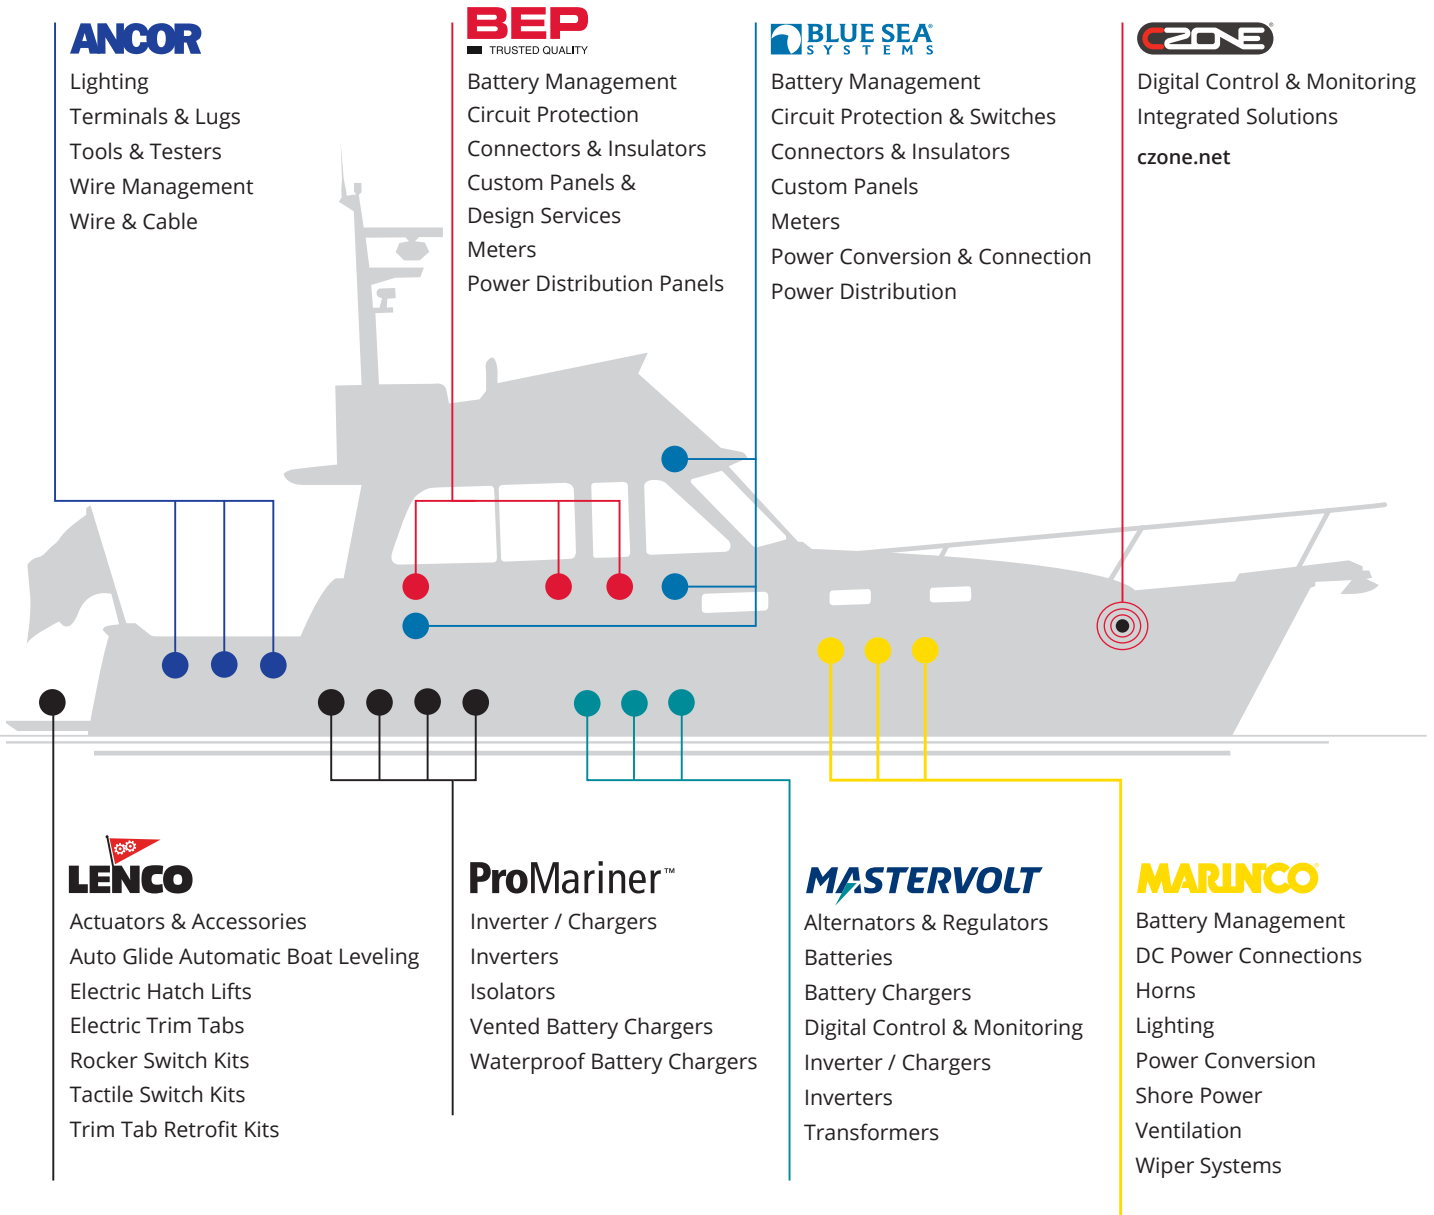 ANCOR
Lighting
Terminals & Lugs
Tools & Testers
Wire Management
Wire & Cable
BEP
TRUSTED QUALITY
Battery Management
Circuit Protection
Connectors & Insulators
Custom Panels &
Design Services
Meters
Power Distribution Panels
BLUE SEA®
SYSTEMS
Battery Management
Circuit Protection & Switches
Connectors & Insulators
Custom Panels
Meters
Power Conversion & Connection
Power Distribution
CZONE®
Digital Control & Monitoring
Integrated Solutions
czone.net
LENCO
Actuators & Accessories
Auto Glide Automatic Boat Leveling
Electric Hatch Lifts
Electric Trim Tabs
Rocker Switch Kits
Tactile Switch Kits
Trim Tab Retrofit Kits
ProMariner™
Inverter / Chargers
Inverters
Isolators
Vented Battery Chargers
Waterproof Battery Chargers
MASTERVOLT
Alternators & Regulators
Batteries
Battery Chargers
Digital Control & Monitoring
Inverter / Chargers
Inverters
Transformers
MARINCO®
Battery Management
DC Power Connections
Horns
Lighting
Power Conversion
Shore Power
Ventilation
Wiper Systems